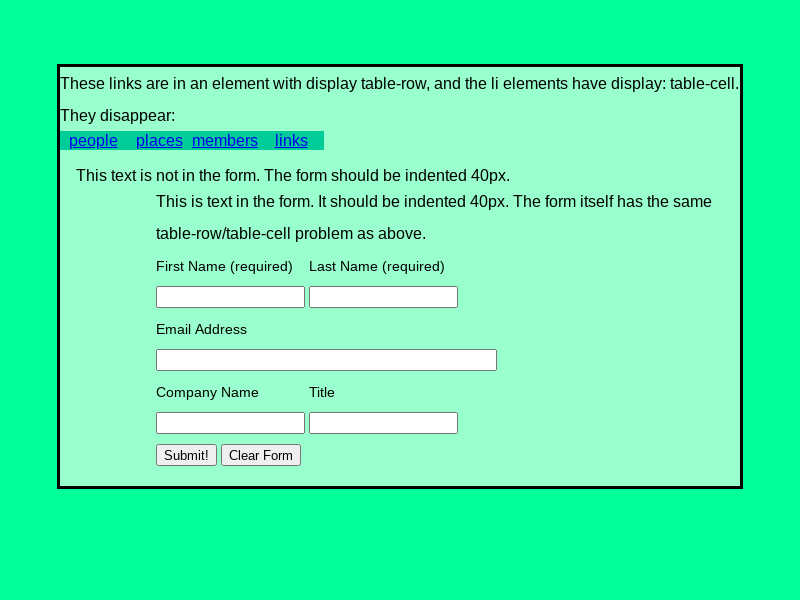 These links are in an element with display table-row, and the li elements have display: table-cell.
They disappear:
people places members links
This text is not in the form. The form should be indented 40px.
This is text in the form. It should be indented 40px. The form itself has the same
table-row/table-cell problem as above.
First Name (required) Last Name (required)
Email Address
Company Name Title
Submit! Clear Form